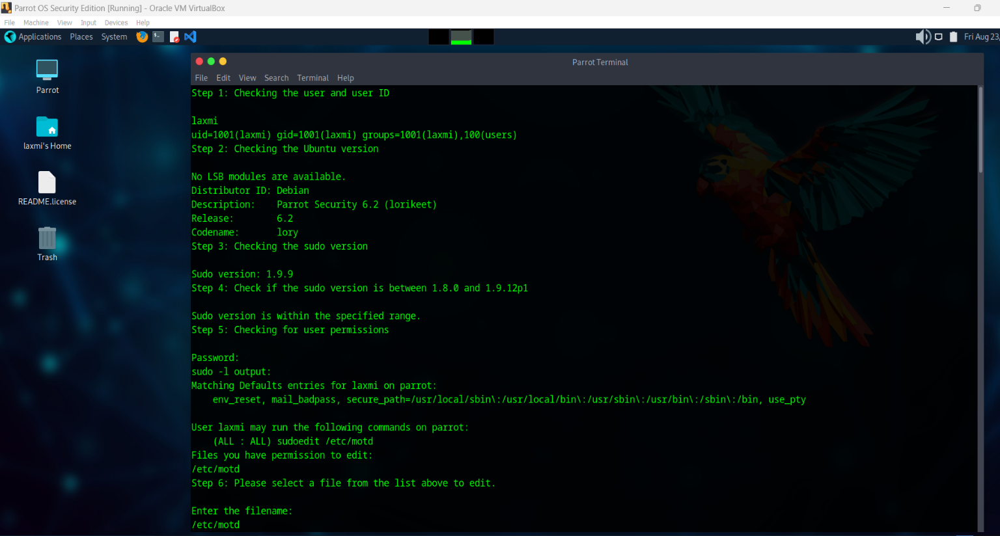 Parrot OS Security Edition [Running] - Oracle VM VirtualBox
File Machine View Input Devices Help
Applications Places System
Fri Aug 23,
Parrot
laxmi's Home
README.license
Trash
Parrot Terminal
File Edit View Search Terminal Help
Step 1: Checking the user and user ID
laxmi
uid=1001(laxmi) gid=1001(laxmi) groups=1001(laxmi),100(users)
Step 2: Checking the Ubuntu version
No LSB modules are available.
Distributor ID: Debian
Description:    Parrot Security 6.2 (lorikeet)
Release:        6.2
Codename:       lory
Step 3: Checking the sudo version
Sudo version: 1.9.9
Step 4: Check if the sudo version is between 1.8.0 and 1.9.12p1
Sudo version is within the specified range.
Step 5: Checking for user permissions
Password:
sudo -l output:
Matching Defaults entries for laxmi on parrot:
    env_reset, mail_badpass, secure_path=/usr/local/sbin\:/usr/local/bin\:/usr/sbin\:/usr/bin\:/sbin\:/bin, use_pty
User laxmi may run the following commands on parrot:
    (ALL : ALL) sudoedit /etc/motd
Files you have permission to edit:
/etc/motd
Step 6: Please select a file from the list above to edit.
Enter the filename:
/etc/motd